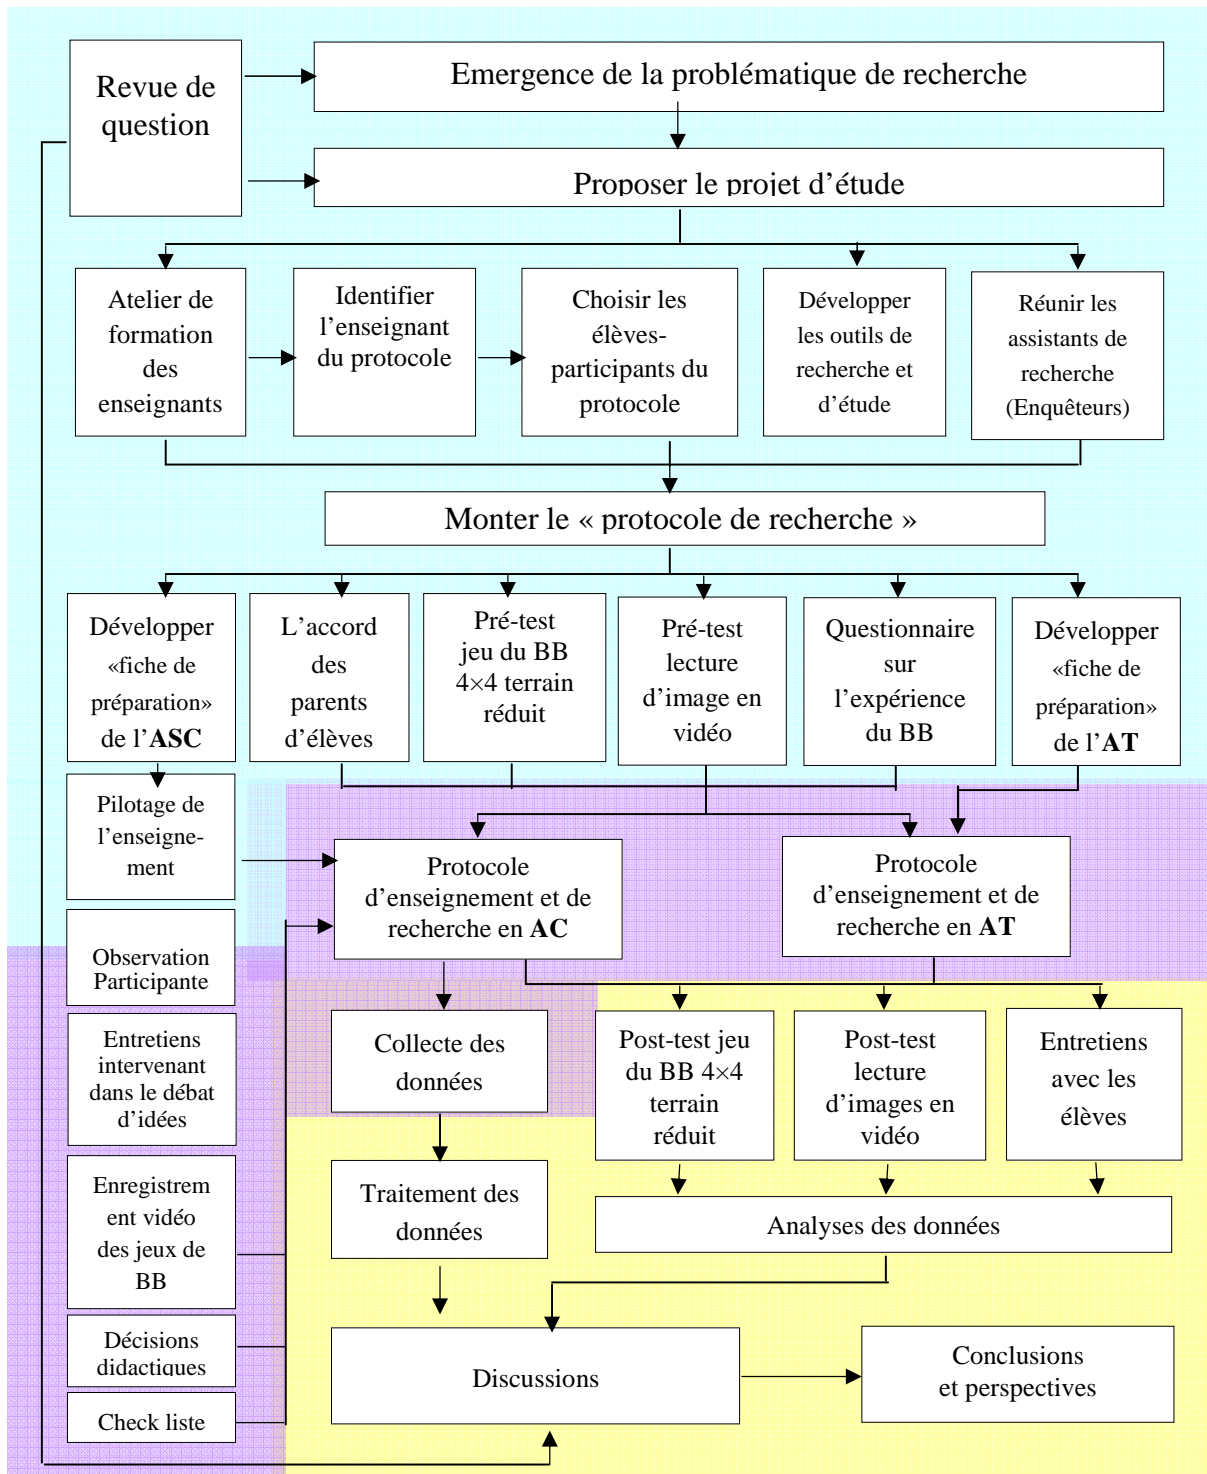 Revue de
question
Emergence de la problématique de recherche
Proposer le projet d’étude
Atelier de
formation
des
enseignants
Identifier
l’enseignant
du protocole
Choisir les
élèves-
participants du
protocole
Développer
les outils de
recherche et
d’étude
Réunir les
assistants de
recherche
(Enquêteurs)
Monter le « protocole de recherche »
Développer
«fiche de
préparation»
de l’ASC
L’accord
des
parents
d’élèves
Pré-test
jeu du BB
4×4 terrain
réduit
Pré-test
lecture
d’image en
vidéo
Questionnaire
sur
l’expérience
du BB
Développer
«fiche de
préparation»
de l’AT
Pilotage de
l’enseigne-
ment
Protocole
d’enseignement et de
recherche en AC
Protocole
d’enseignement et de
recherche en AT
Observation
Participante
Entretiens
intervenant
dans le débat
d’idées
Collecte des
données
Post-test jeu
du BB 4×4
terrain
réduit
Post-test
lecture
d’images en
vidéo
Entretiens
avec les
élèves
Enregistrem
ent vidéo
des jeux de
BB
Traitement des
données
Analyses des données
Décisions
didactiques
Check liste
Discussions
Conclusions
et perspectives